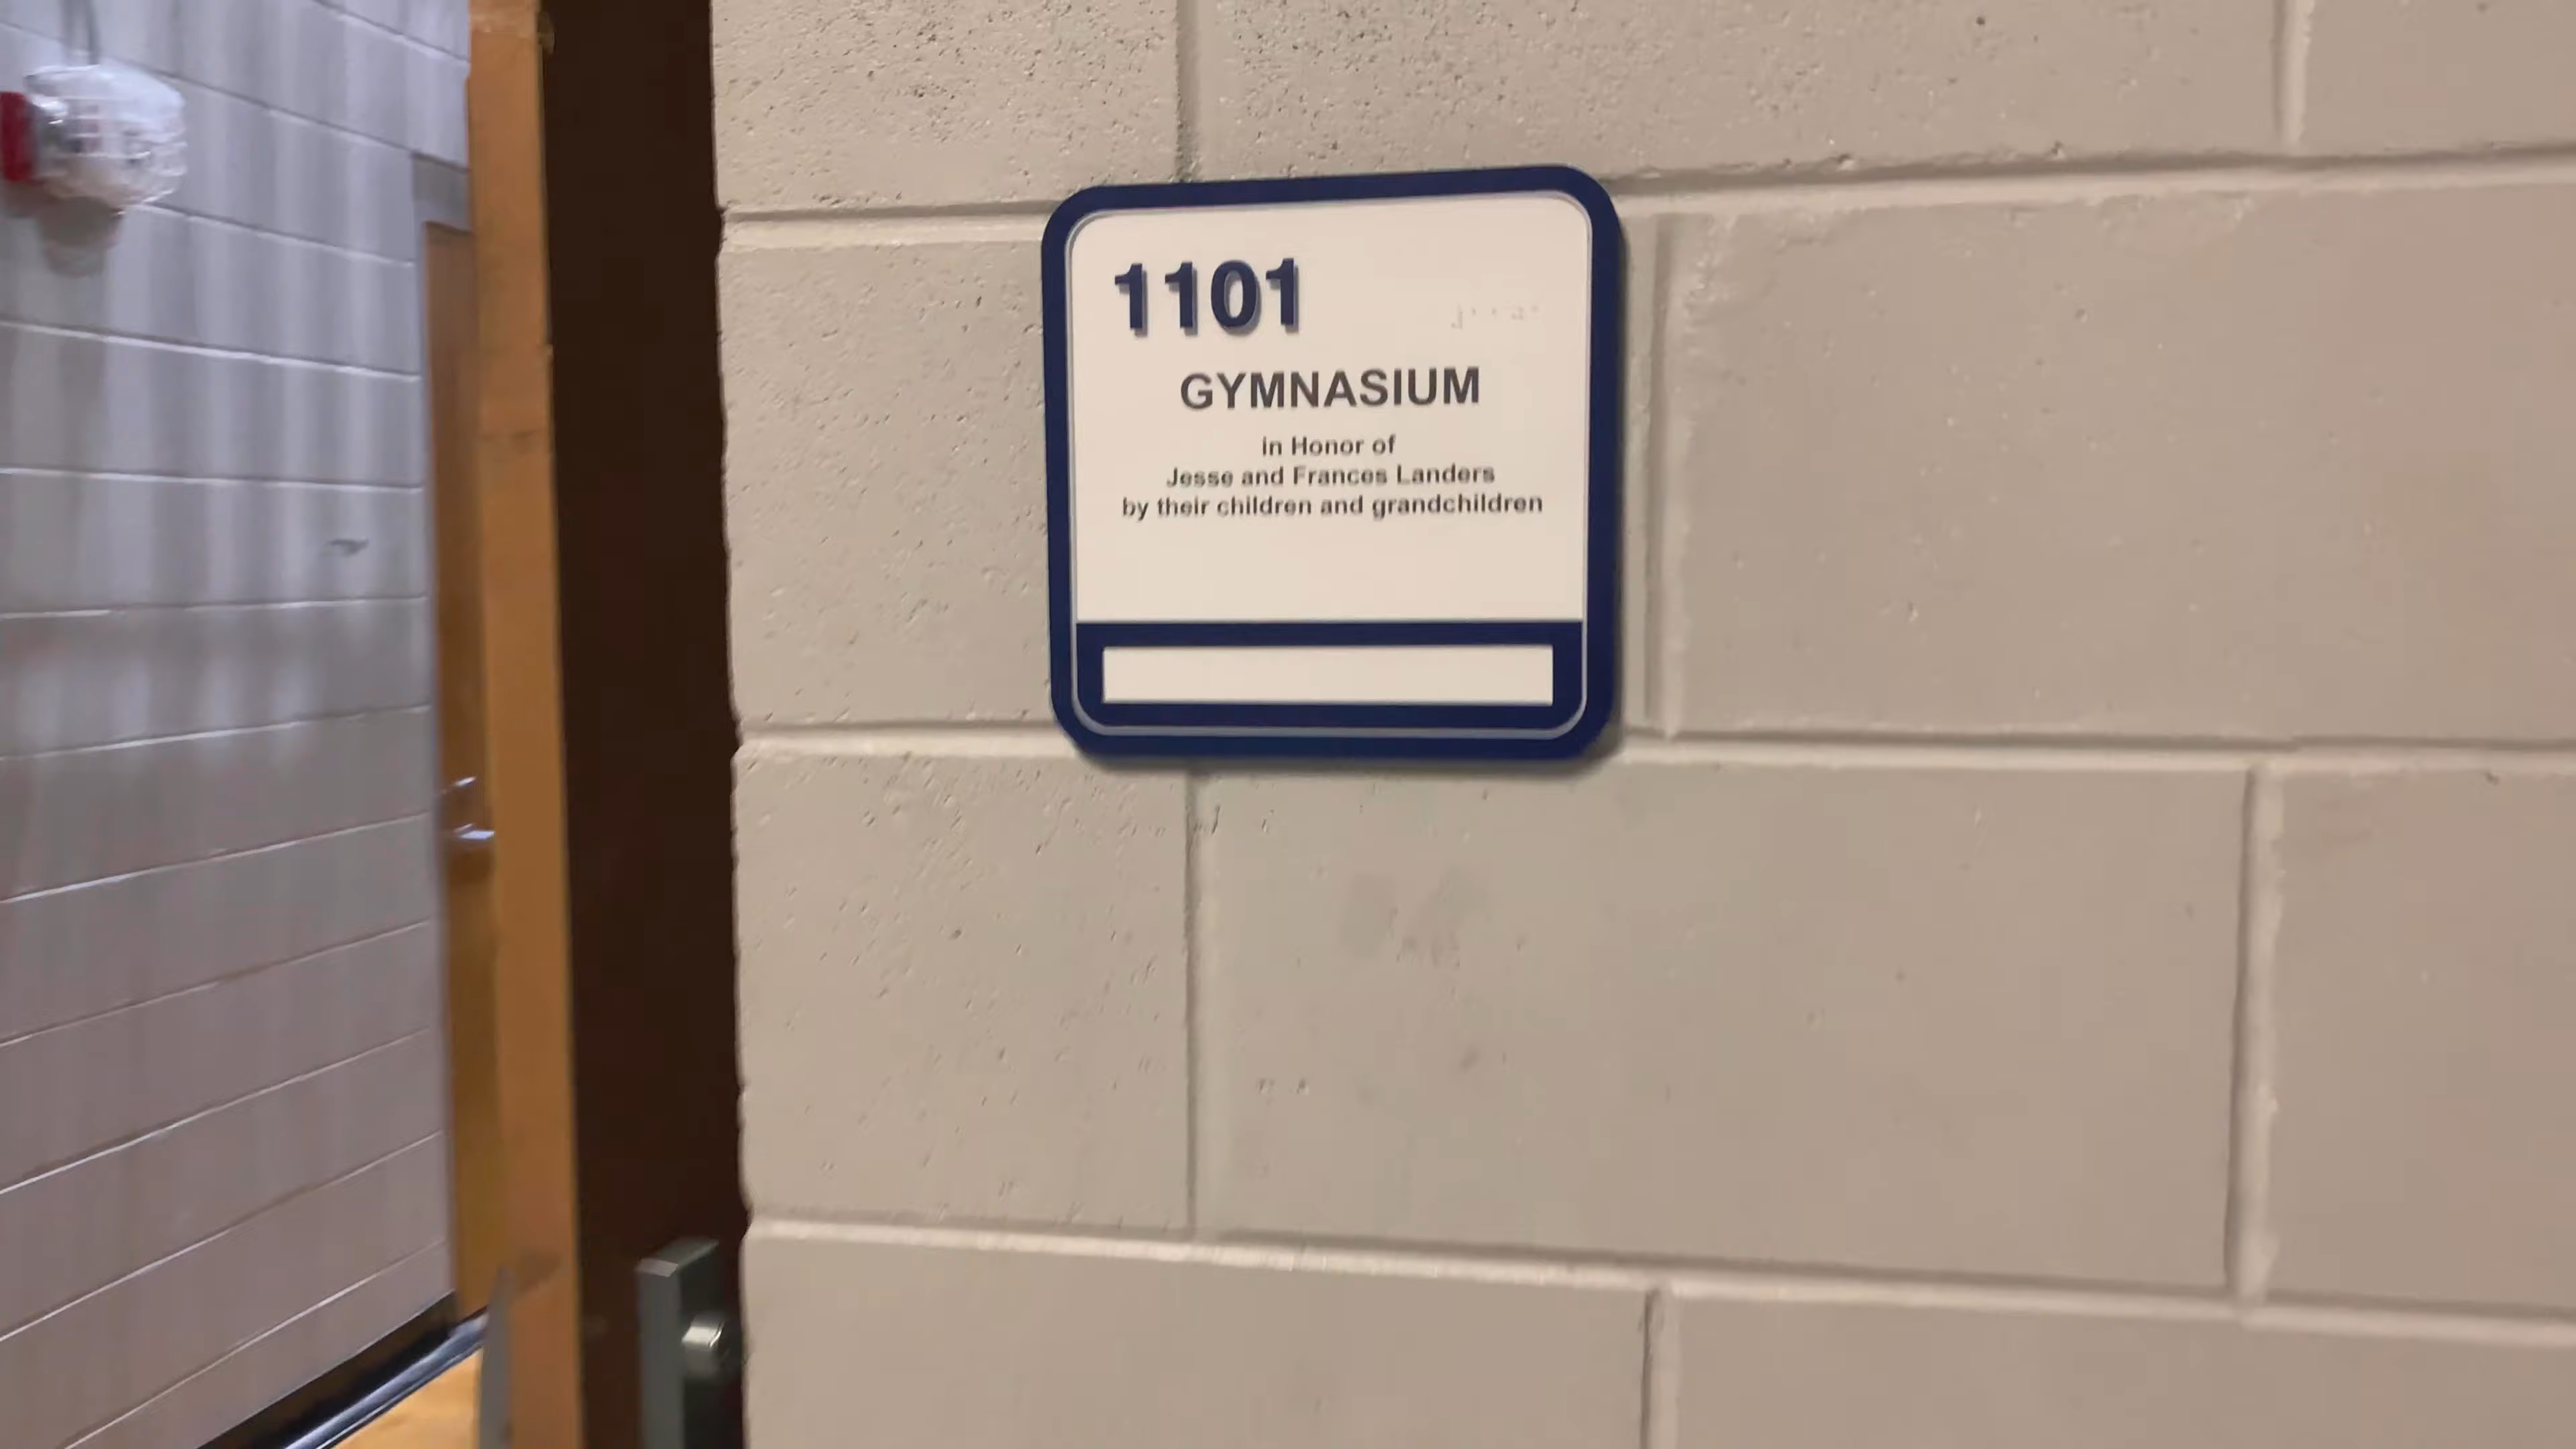 1101
GYMNASIUM
in Honor of
Jesse and Frances Landers
by their children and grandchildren